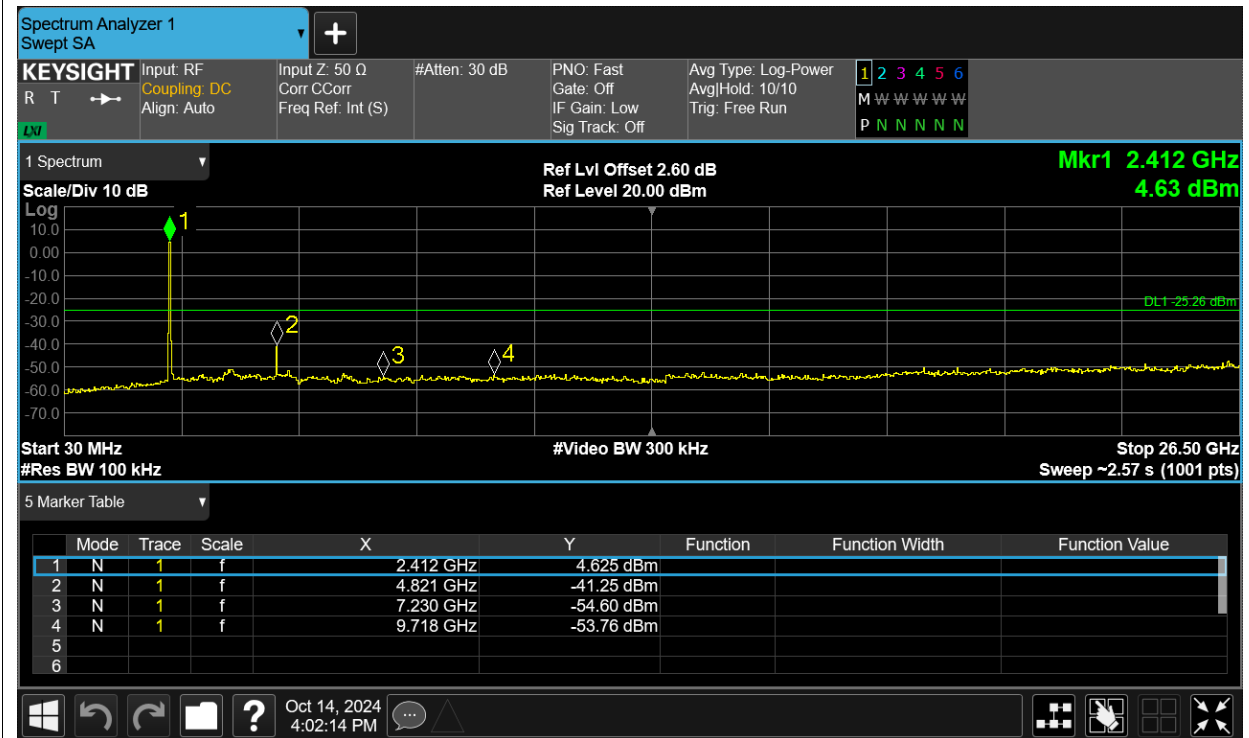 Spectrum Analyzer 1
Swept SA
+
KEYSIGHT
R T
LXI
Input: RF
Coupling: DC
Align: Auto
Input Z: 50 Ω
Corr CCorr
Freq Ref: Int (S)
#Atten: 30 dB
PNO: Fast
Gate: Off
IF Gain: Low
Sig Track: Off
Avg Type: Log-Power
Avg|Hold: 10/10
Trig: Free Run
1 2 3 4 5 6
M W W W W W
P N N N N N
1 Spectrum
Scale/Div 10 dB
Ref Lvl Offset 2.60 dB
Ref Level 20.00 dBm
Mkr1 2.412 GHz
4.63 dBm
Log
10.0
0.00
-10.0
-20.0
-30.0
-40.0
-50.0
-60.0
-70.0
1
2
3
4
DL1 -25.26 dBm
Start 30 MHz
#Res BW 100 kHz
#Video BW 300 kHz
Stop 26.50 GHz
Sweep ~2.57 s (1001 pts)
5 Marker Table
Mode Trace Scale X Y Function Function Width Function Value
1 N 1 f 2.412 GHz 4.625 dBm
2 N 1 f 4.821 GHz -41.25 dBm
3 N 1 f 7.230 GHz -54.60 dBm
4 N 1 f 9.718 GHz -53.76 dBm
5
6
?
Oct 14, 2024
4:02:14 PM